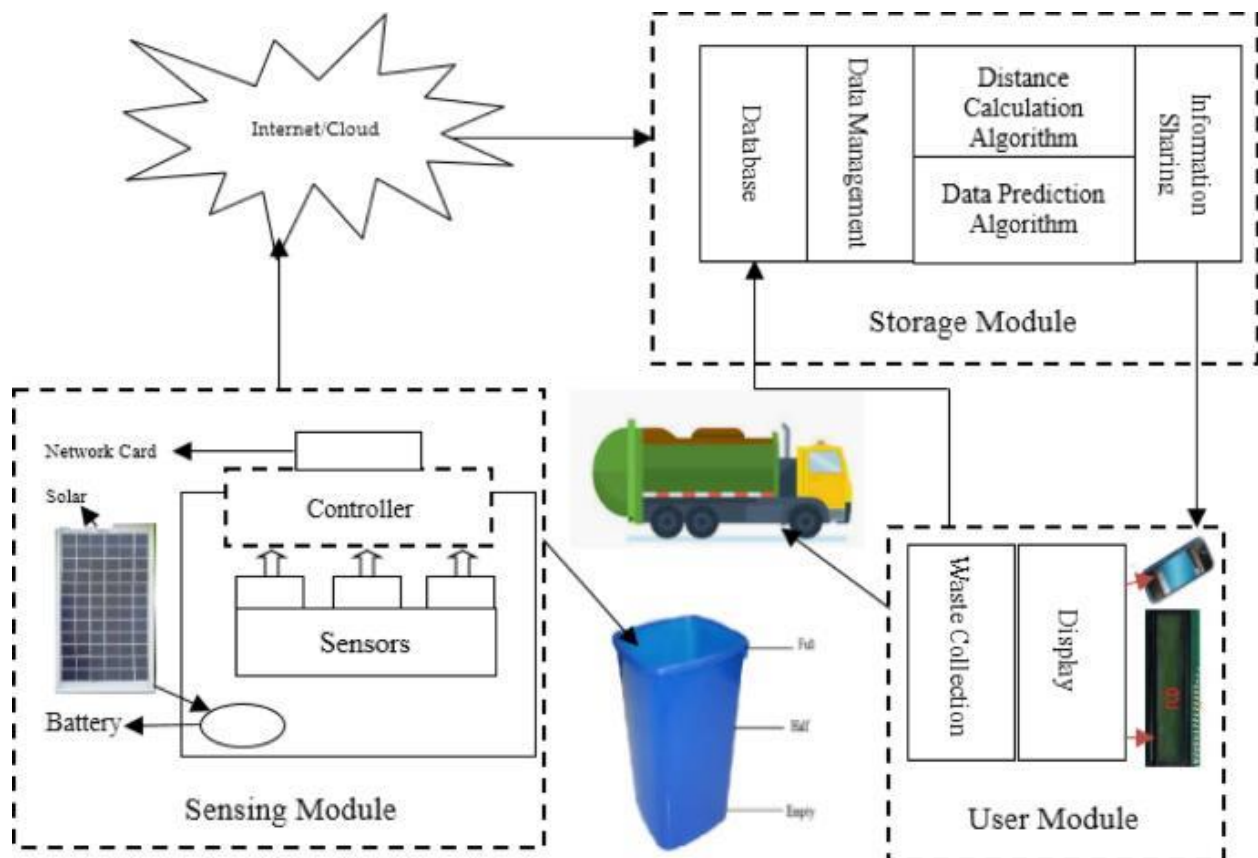 Internet/Cloud
Database
Data Management
Distance
Calculation
Algorithm
Data Prediction
Algorithm
Information
Sharing
Storage Module
Network Card
Solar
Controller
Sensors
Battery
Sensing Module
Full
Half
Empty
Waste Collection
Display
User Module